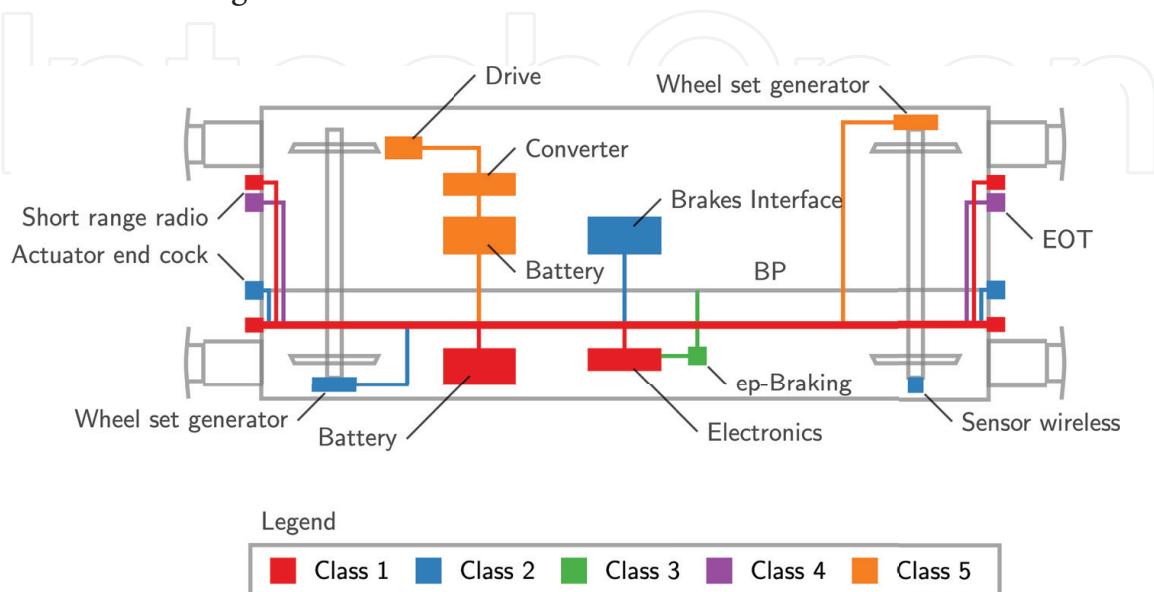 IntechOpen
Drive
Wheel set generator
Converter
Brakes Interface
Short range radio
EOT
Actuator end cock
Battery
BP
ep-Braking
Wheel set generator
Battery
Electronics
Sensor wireless
Legend
Class 1
Class 2
Class 3
Class 4
Class 5